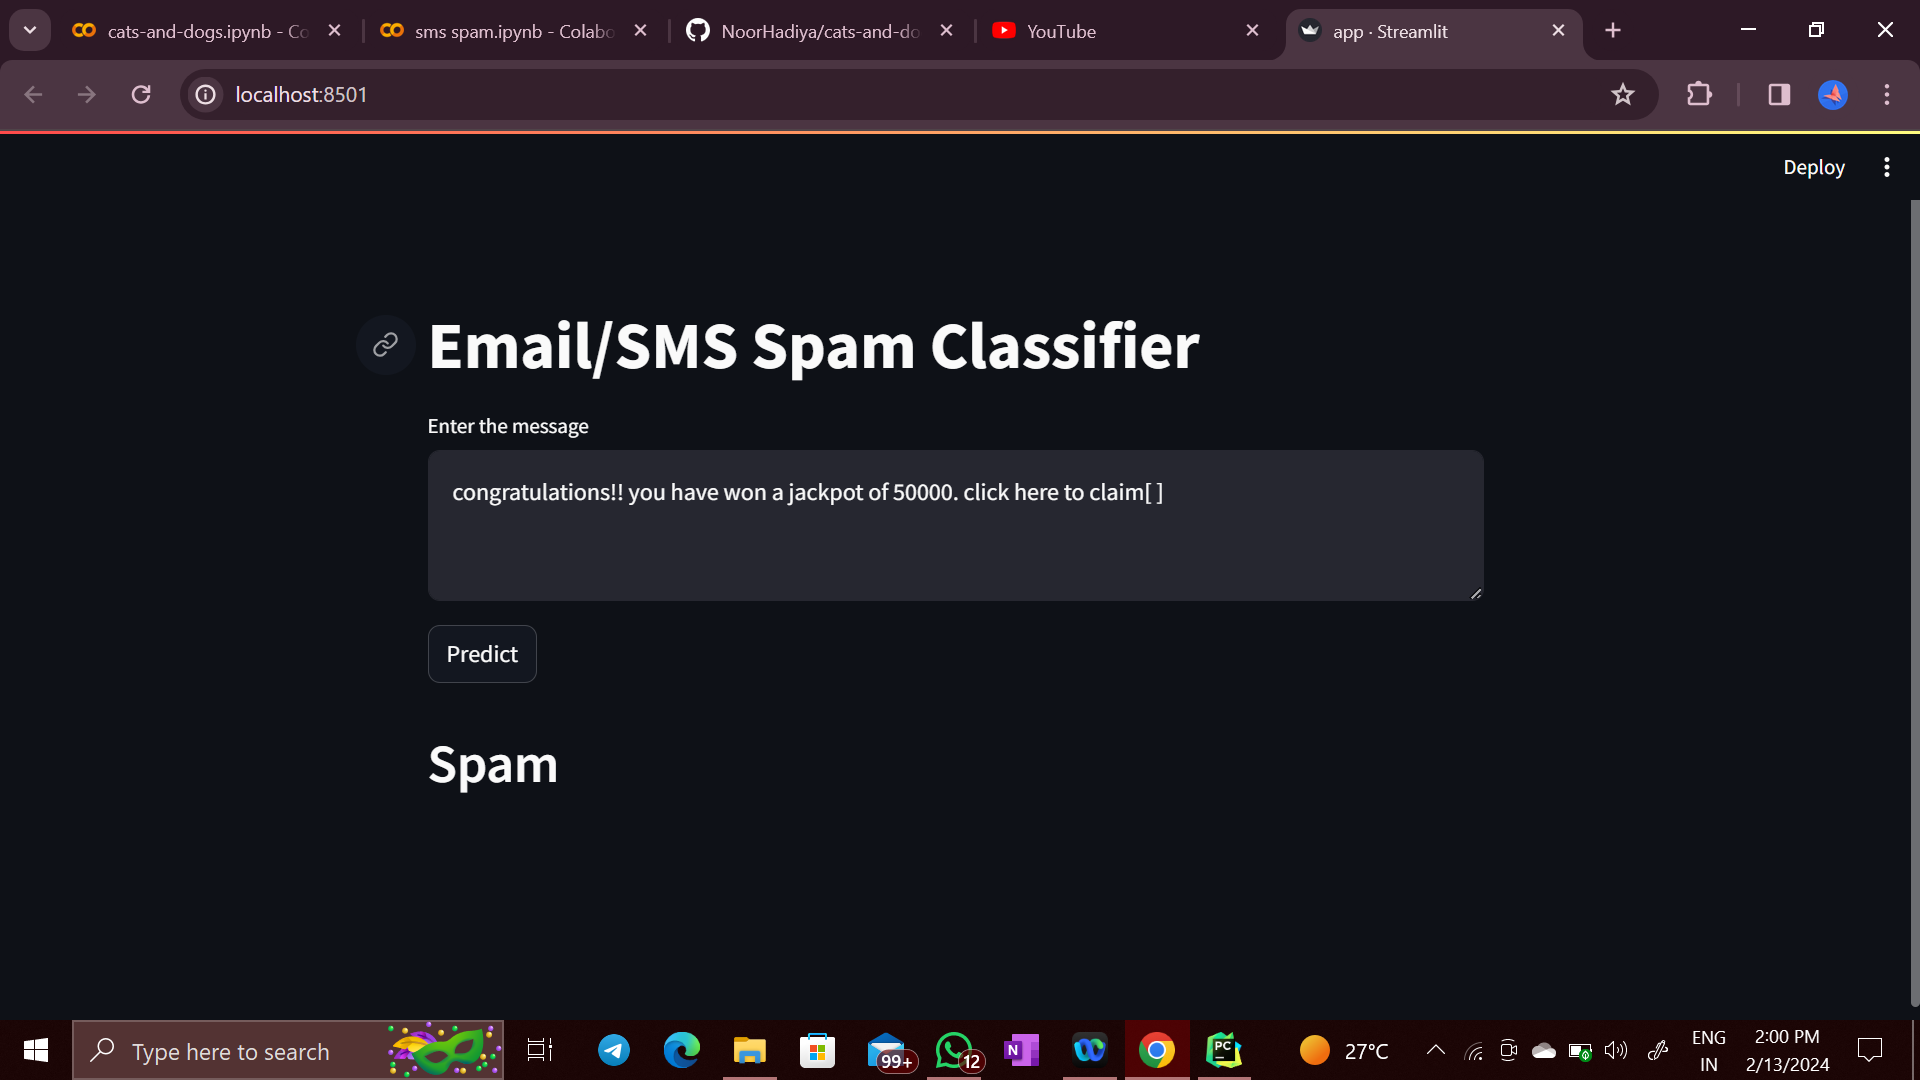 cats-and-dogs.ipynb - Co
sms spam.ipynb - Colabo
NoorHadiya/cats-and-do
YouTube
app · Streamlit
localhost:8501
Deploy
Email/SMS Spam Classifier
Enter the message
congratulations!! you have won a jackpot of 50000. click here to claim[ ]
Predict
Spam
Type here to search
99+
12
N
PC
27°C
ENG
IN
2:00 PM
2/13/2024